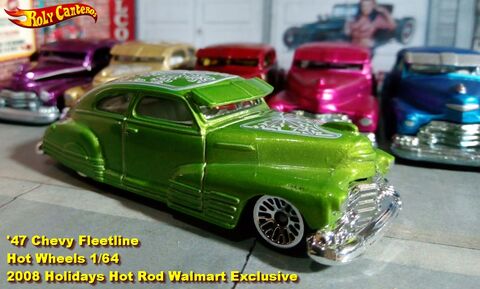 Roly Canteros
'47 Chevy Fleetline
Hot Wheels 1/64
2008 Holidays Hot Rod Walmart Exclusive